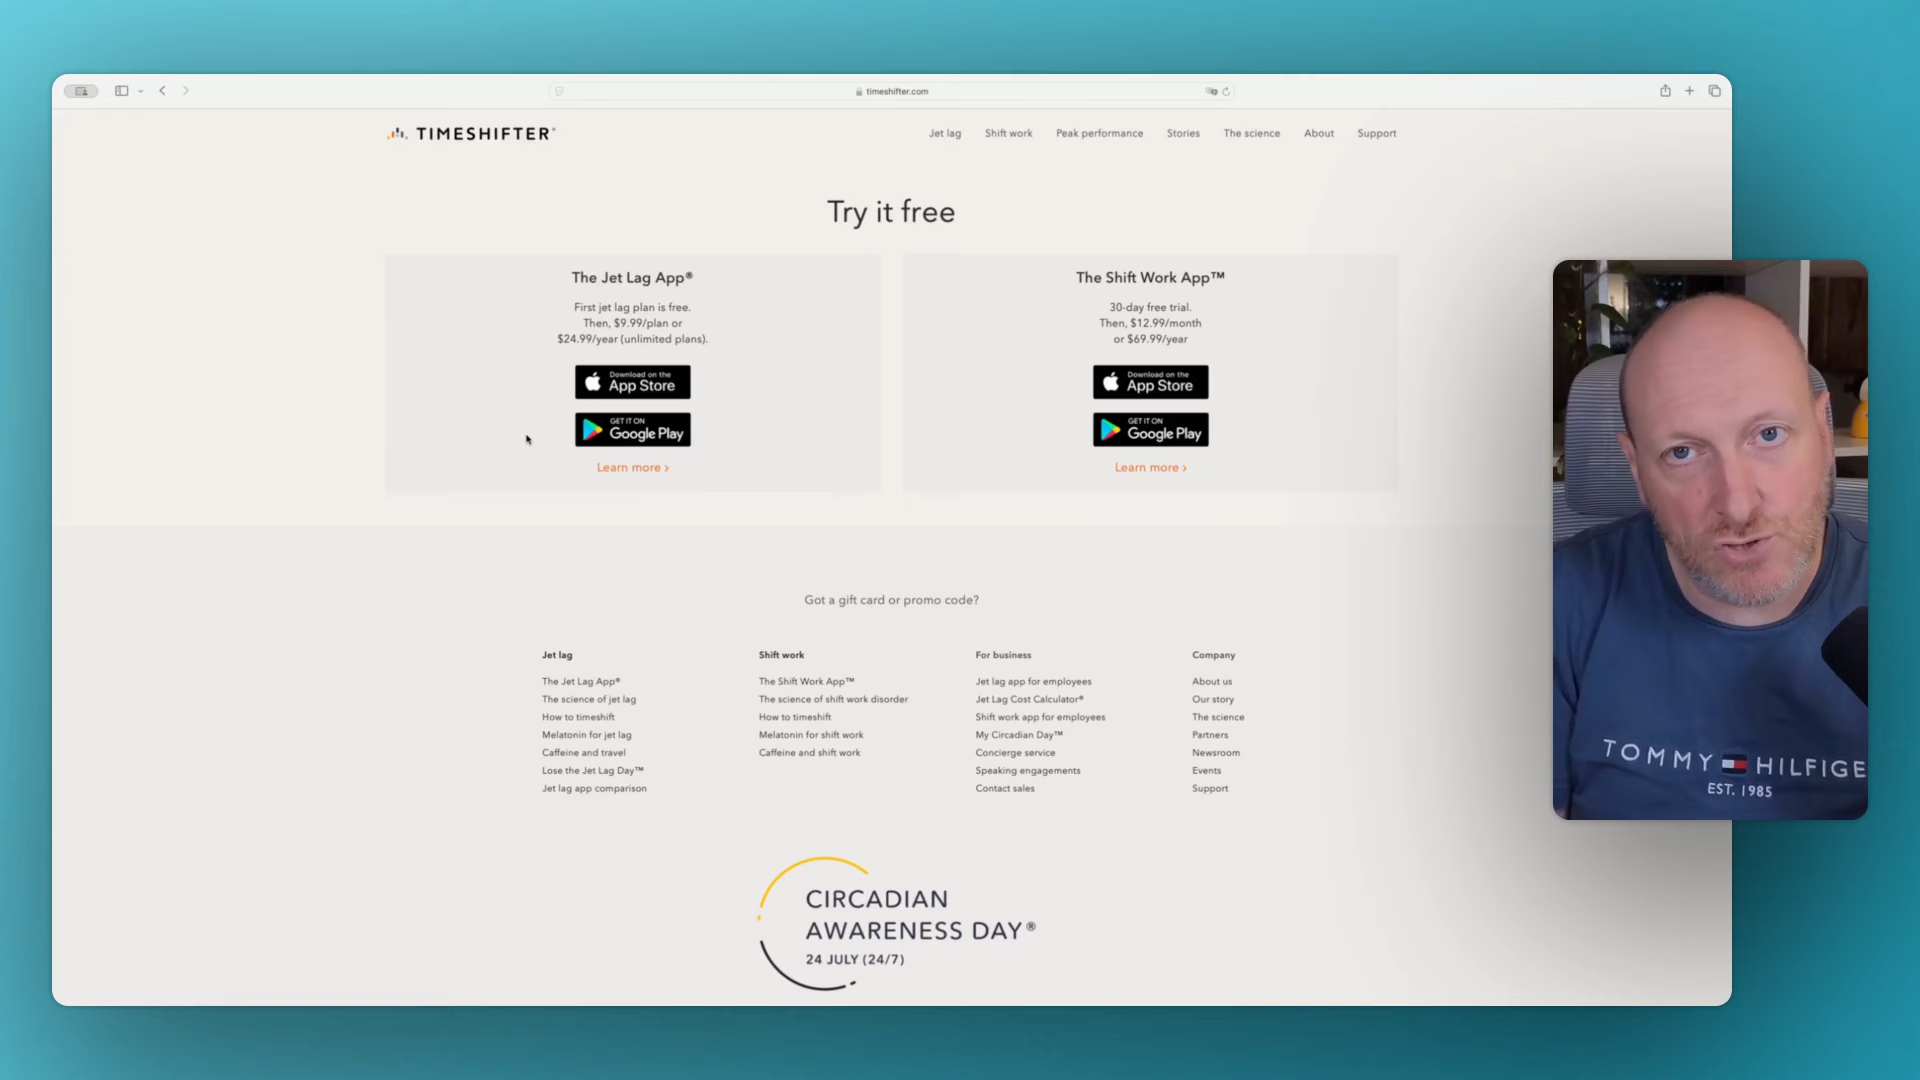 timeshifter.com
TIMESHIFTER®
Jet lag
Shift work
Peak performance
Stories
The science
About
Support
Try it free
The Jet Lag App®
First jet lag plan is free.
Then, $9.99/plan or
$24.99/year (unlimited plans).
Download on the
App Store
GET IT ON
Google Play
Learn more ›
The Shift Work App™
30-day free trial.
Then, $12.99/month
or $69.99/year
Download on the
App Store
GET IT ON
Google Play
Learn more ›
Got a gift card or promo code?
Jet lag
The Jet Lag App®
The science of jet lag
How to timeshift
Melatonin for jet lag
Caffeine and travel
Lose the Jet Lag Day™
Jet lag app comparison
Shift work
The Shift Work App™
The science of shift work disorder
How to timeshift
Melatonin for shift work
Caffeine and shift work
For business
Jet lag app for employees
Jet Lag Cost Calculator®
Shift work app for employees
My Circadian Day™
Concierge service
Speaking engagements
Contact sales
Company
About us
Our story
The science
Partners
Newsroom
Events
Support
CIRCADIAN
AWARENESS DAY®
24 JULY (24/7)
TOMMY HILFIGE
EST. 1985